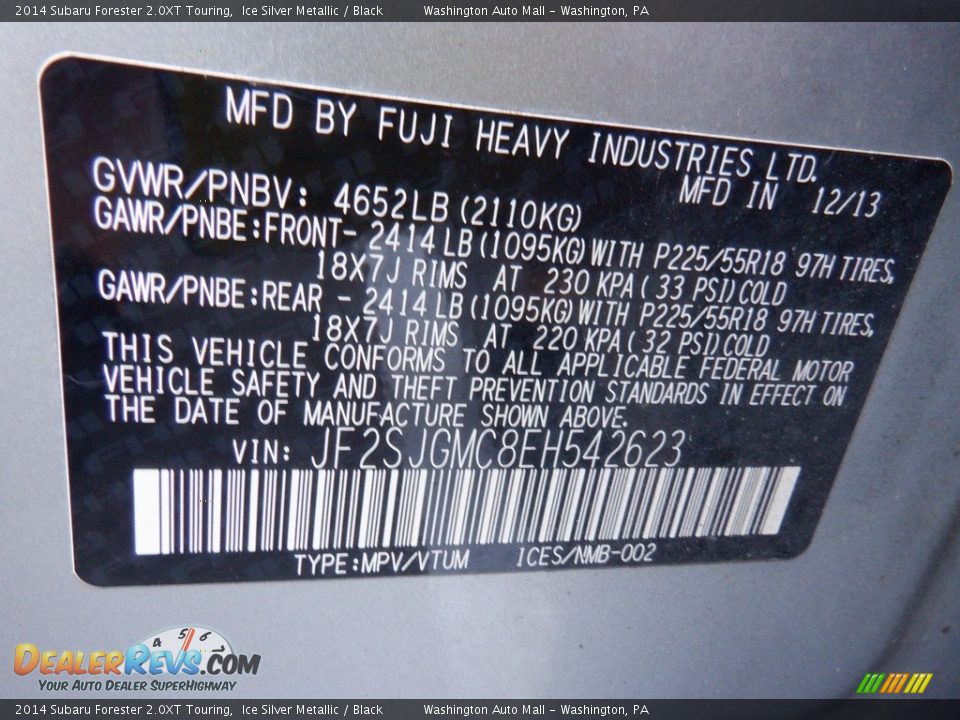 2014 Subaru Forester 2.0XT Touring, Ice Silver Metallic / Black Washington Auto Mall – Washington, PA
MFD BY FUJI HEAVY INDUSTRIES LTD.
MFD IN 12/13
GVWR/PNBV: 4652LB(2110KG)
GAWR/PNBE:FRONT- 2414LB(1095KG)WITH P225/55R18 97H TIRES,
18X7J RIMS AT 230 KPA( 33 PSI)COLD
GAWR/PNBE:REAR - 2414LB(1095KG)WITH P225/55R18 97H TIRES,
18X7J RIMS AT 220 KPA( 32 PSI)COLD
THIS VEHICLE CONFORMS TO ALL APPLICABLE FEDERAL MOTOR
VEHICLE SAFETY AND THEFT PREVENTION STANDARDS IN EFFECT ON
THE DATE OF MANUFACTURE SHOWN ABOVE.
VIN: JF2SJGMC8EH542623
TYPE:MPV/VTUM ICES/NMB-002
4 5 6
DealerRevs.com
Your Auto Dealer SuperHighway
2014 Subaru Forester 2.0XT Touring, Ice Silver Metallic / Black Washington Auto Mall – Washington, PA